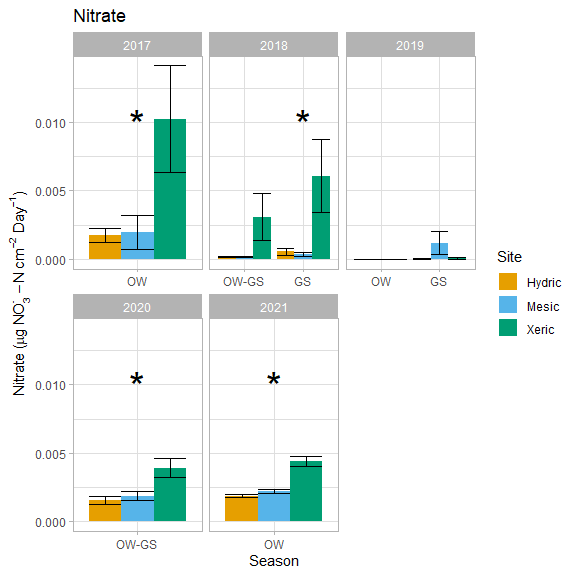 Nitrate
2017 2018 2019
0.010
0.005
0.000
*
*
OW OW-GS GS OW GS
2020 2021
0.010
0.005
0.000
*
*
OW-GS OW
Season
Nitrate (μg NO₃⁻ – N cm⁻² Day⁻¹)
Site
Hydric
Mesic
Xeric